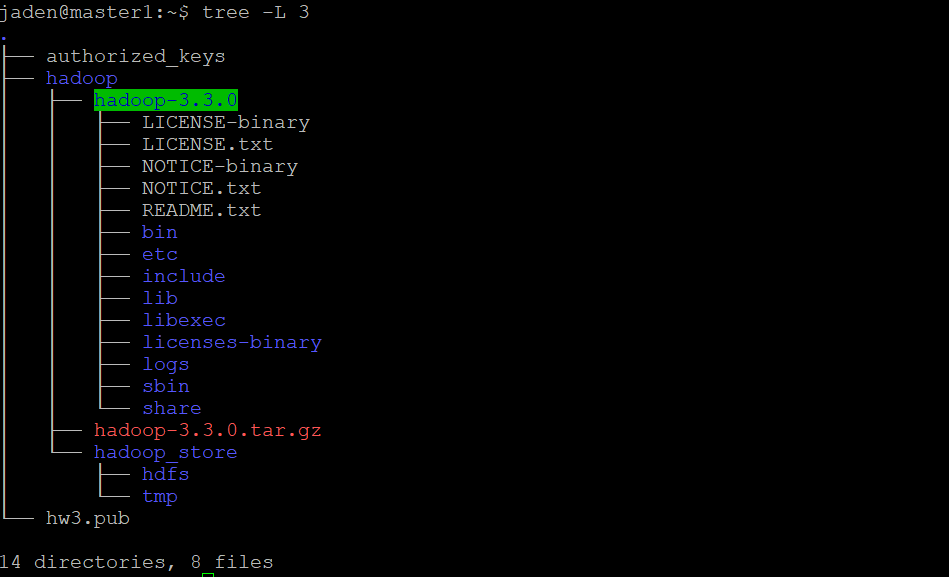 jaden@master1:~$ tree -L 3
.
├── authorized_keys
├── hadoop
│   ├── hadoop-3.3.0
│   │   ├── LICENSE-binary
│   │   ├── LICENSE.txt
│   │   ├── NOTICE-binary
│   │   ├── NOTICE.txt
│   │   ├── README.txt
│   │   ├── bin
│   │   ├── etc
│   │   ├── include
│   │   ├── lib
│   │   ├── libexec
│   │   ├── licenses-binary
│   │   ├── logs
│   │   ├── sbin
│   │   └── share
│   ├── hadoop-3.3.0.tar.gz
│   └── hadoop_store
│       ├── hdfs
│       └── tmp
└── hw3.pub
14 directories, 8 files